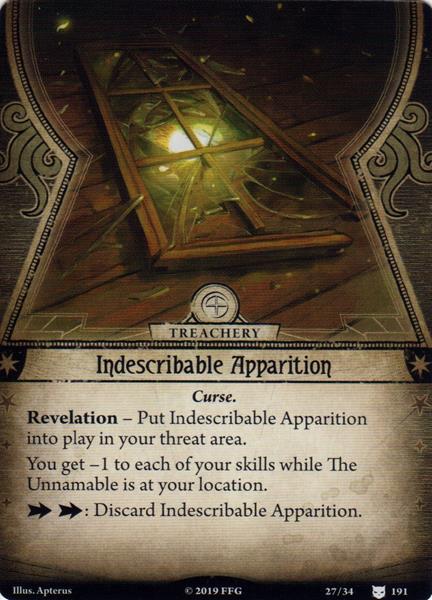 TREACHERY
Indescribable Apparition
Curse.
Revelation – Put Indescribable Apparition
into play in your threat area.
You get –1 to each of your skills while The
Unnamable is at your location.
: Discard Indescribable Apparition.
Illus. Apterus
© 2019 FFG
27/34
191